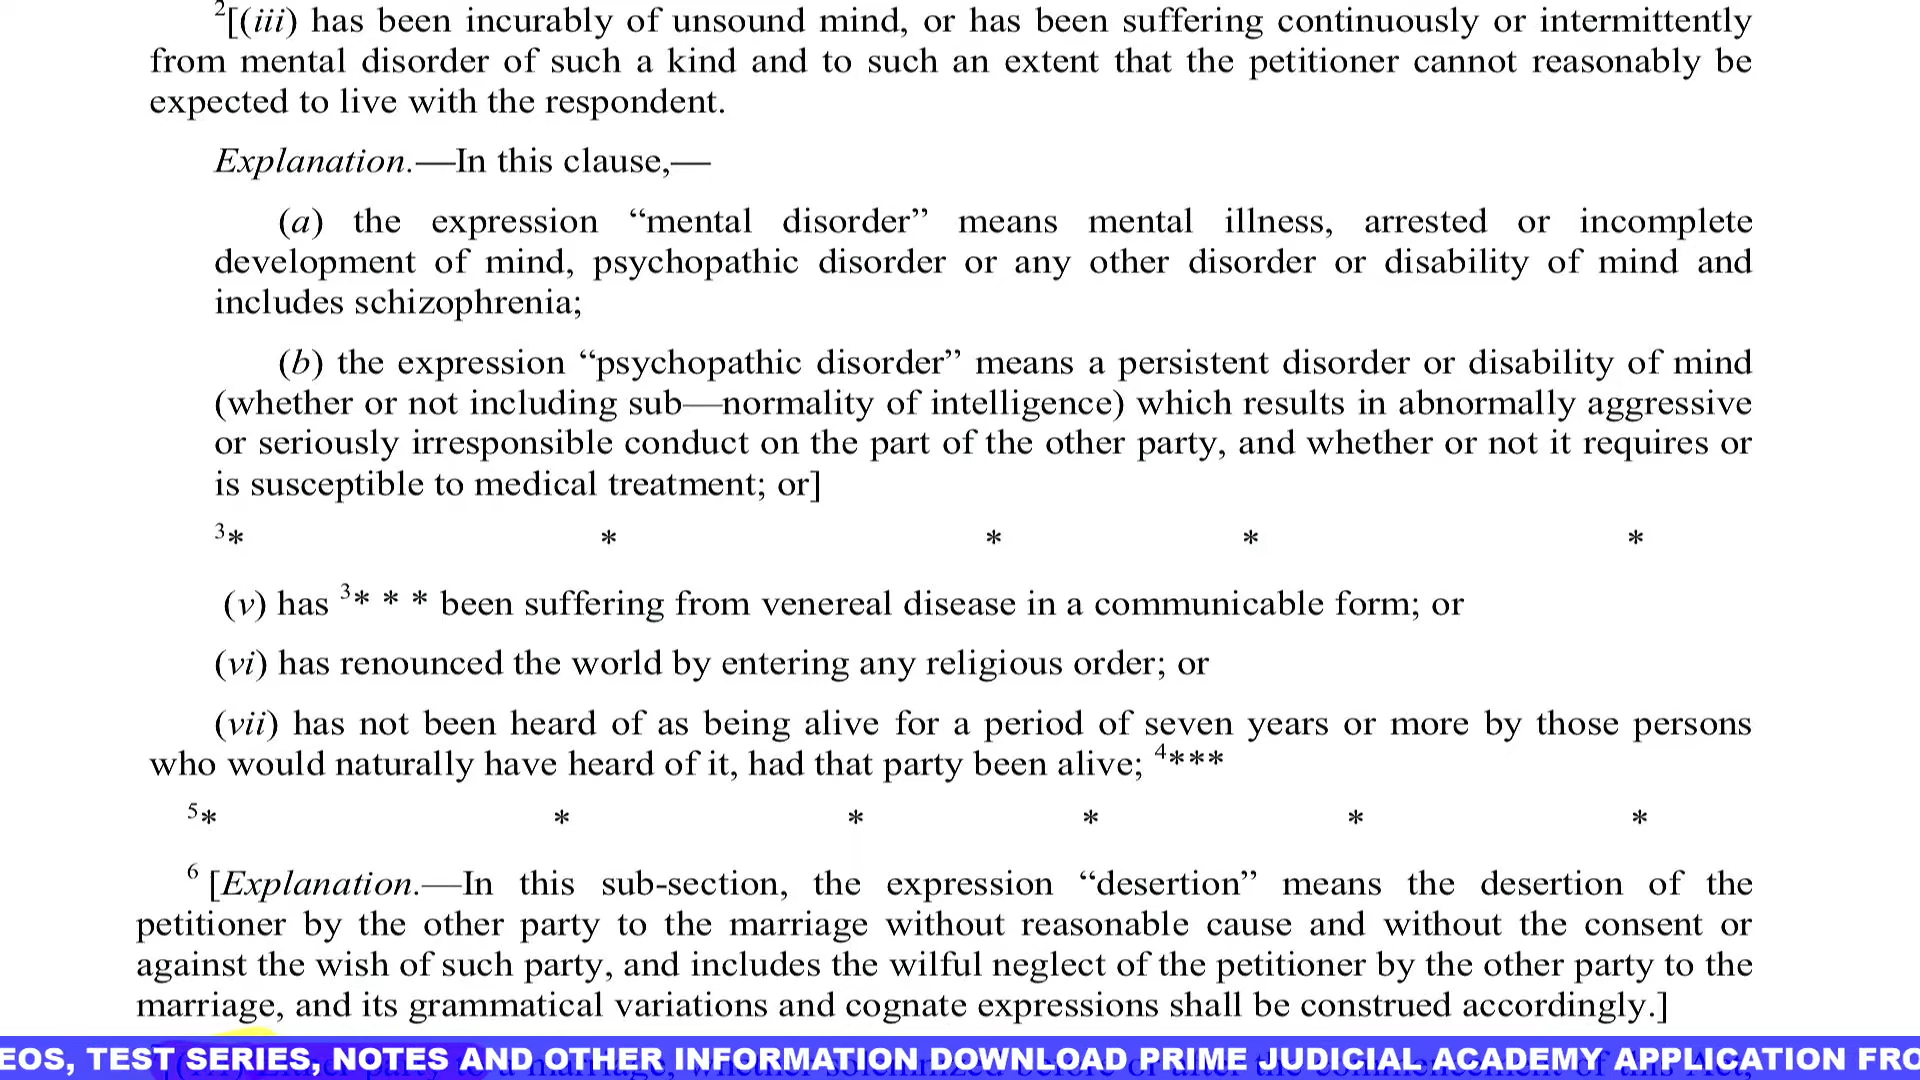 2[(iii) has been incurably of unsound mind, or has been suffering continuously or intermittently
from mental disorder of such a kind and to such an extent that the petitioner cannot reasonably be
expected to live with the respondent.
Explanation.—In this clause,—
(a) the expression “mental disorder” means mental illness, arrested or incomplete
development of mind, psychopathic disorder or any other disorder or disability of mind and
includes schizophrenia;
(b) the expression “psychopathic disorder” means a persistent disorder or disability of mind
(whether or not including sub—normality of intelligence) which results in abnormally aggressive
or seriously irresponsible conduct on the part of the other party, and whether or not it requires or
is susceptible to medical treatment; or]
3* * * * *
(v) has 3* * * been suffering from venereal disease in a communicable form; or
(vi) has renounced the world by entering any religious order; or
(vii) has not been heard of as being alive for a period of seven years or more by those persons
who would naturally have heard of it, had that party been alive; 4***
5* * * * * *
6 [Explanation.—In this sub-section, the expression “desertion” means the desertion of the
petitioner by the other party to the marriage without reasonable cause and without the consent or
against the wish of such party, and includes the wilful neglect of the petitioner by the other party to the
marriage, and its grammatical variations and cognate expressions shall be construed accordingly.]
EOS, TEST SERIES, NOTES AND OTHER INFORMATION DOWNLOAD PRIME JUDICIAL ACADEMY APPLICATION FRO